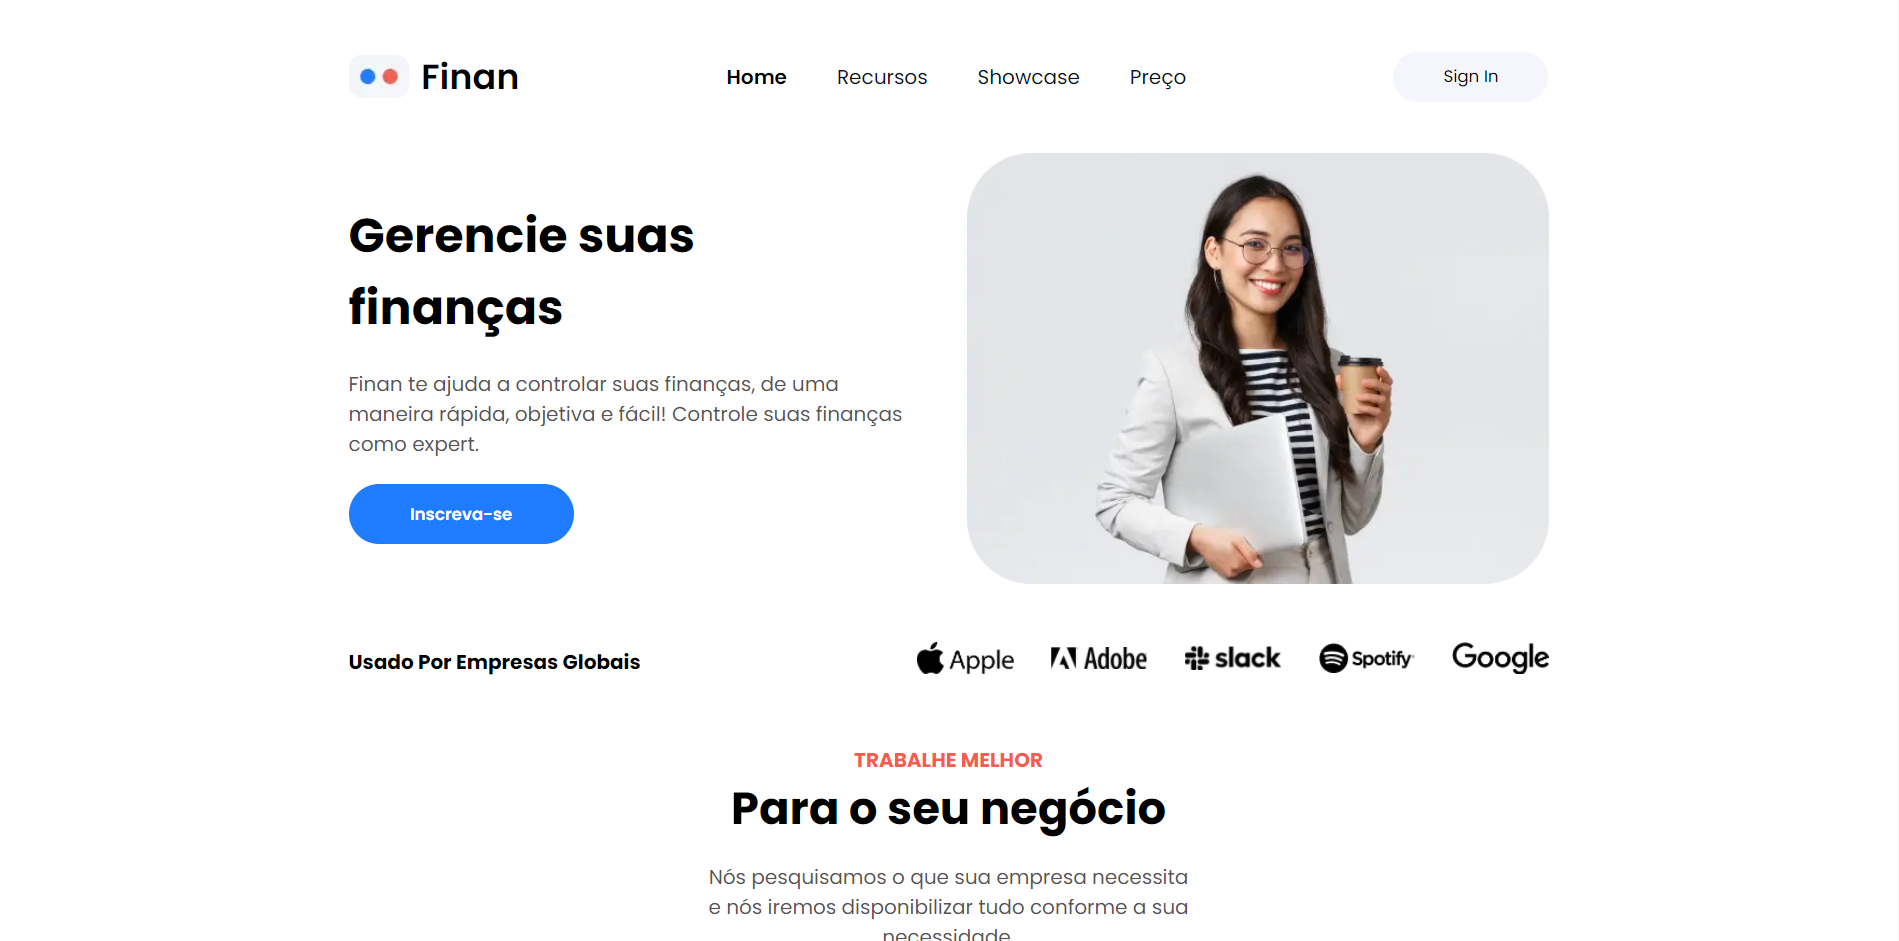 Finan
Home Recursos Showcase Preço
Sign In
Gerencie suas
finanças
Finan te ajuda a controlar suas finanças, de uma
maneira rápida, objetiva e fácil! Controle suas finanças
como expert.
Inscreva-se
Usado Por Empresas Globais
Apple Adobe slack Spotify Google
TRABALHE MELHOR
Para o seu negócio
Nós pesquisamos o que sua empresa necessita
e nós iremos disponibilizar tudo conforme a sua
necessidade